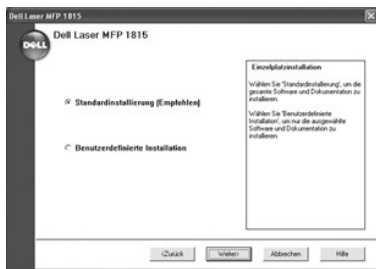 Dell Laser MFP 1815
DELL
Dell Laser MFP 1815
Standardinstallierung (Empfohlen)
Benutzerdefinierte Installation
Einzelplatzinstallation
Wählen Sie 'Standardinstallierung', um die
gesamte Software und Dokumentation zu
installieren.
Wählen Sie 'Benutzerdefinierte
Installation', um nur die ausgewählte
Software und Dokumentation zu
installieren.
<Zurück
Weiter>
Abbrechen
Hilfe